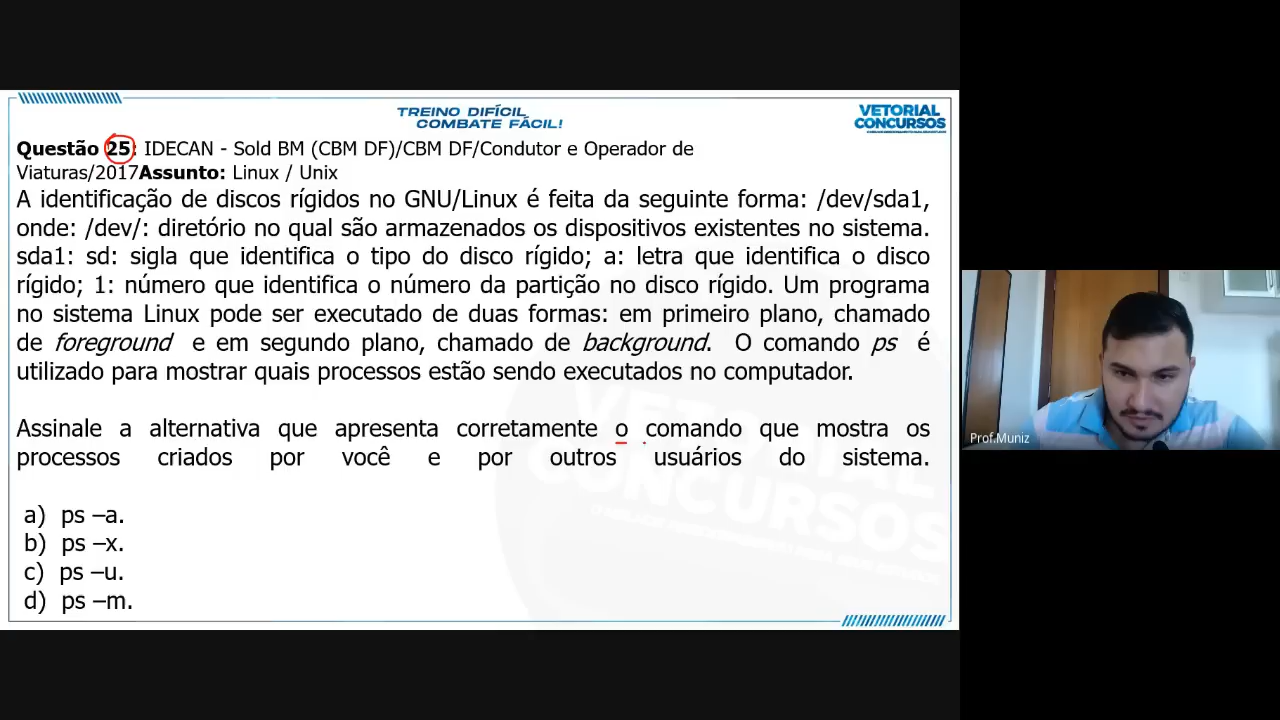 TREINO DIFÍCIL
COMBATE FÁCIL!
VETORIAL
CONCURSOS
Questão 25: IDECAN - Sold BM (CBM DF)/CBM DF/Condutor e Operador de
Viaturas/2017Assunto: Linux / Unix
A identificação de discos rígidos no GNU/Linux é feita da seguinte forma: /dev/sda1,
onde: /dev/: diretório no qual são armazenados os dispositivos existentes no sistema.
sda1: sd: sigla que identifica o tipo do disco rígido; a: letra que identifica o disco
rígido; 1: número que identifica o número da partição no disco rígido. Um programa
no sistema Linux pode ser executado de duas formas: em primeiro plano, chamado
de foreground e em segundo plano, chamado de background. O comando ps é
utilizado para mostrar quais processos estão sendo executados no computador.
Assinale a alternativa que apresenta corretamente o comando que mostra os
processos criados por você e por outros usuários do sistema.
a) ps –a.
b) ps –x.
c) ps –u.
d) ps –m.
VETORIAL
CONCURSOS
Prof.Muniz